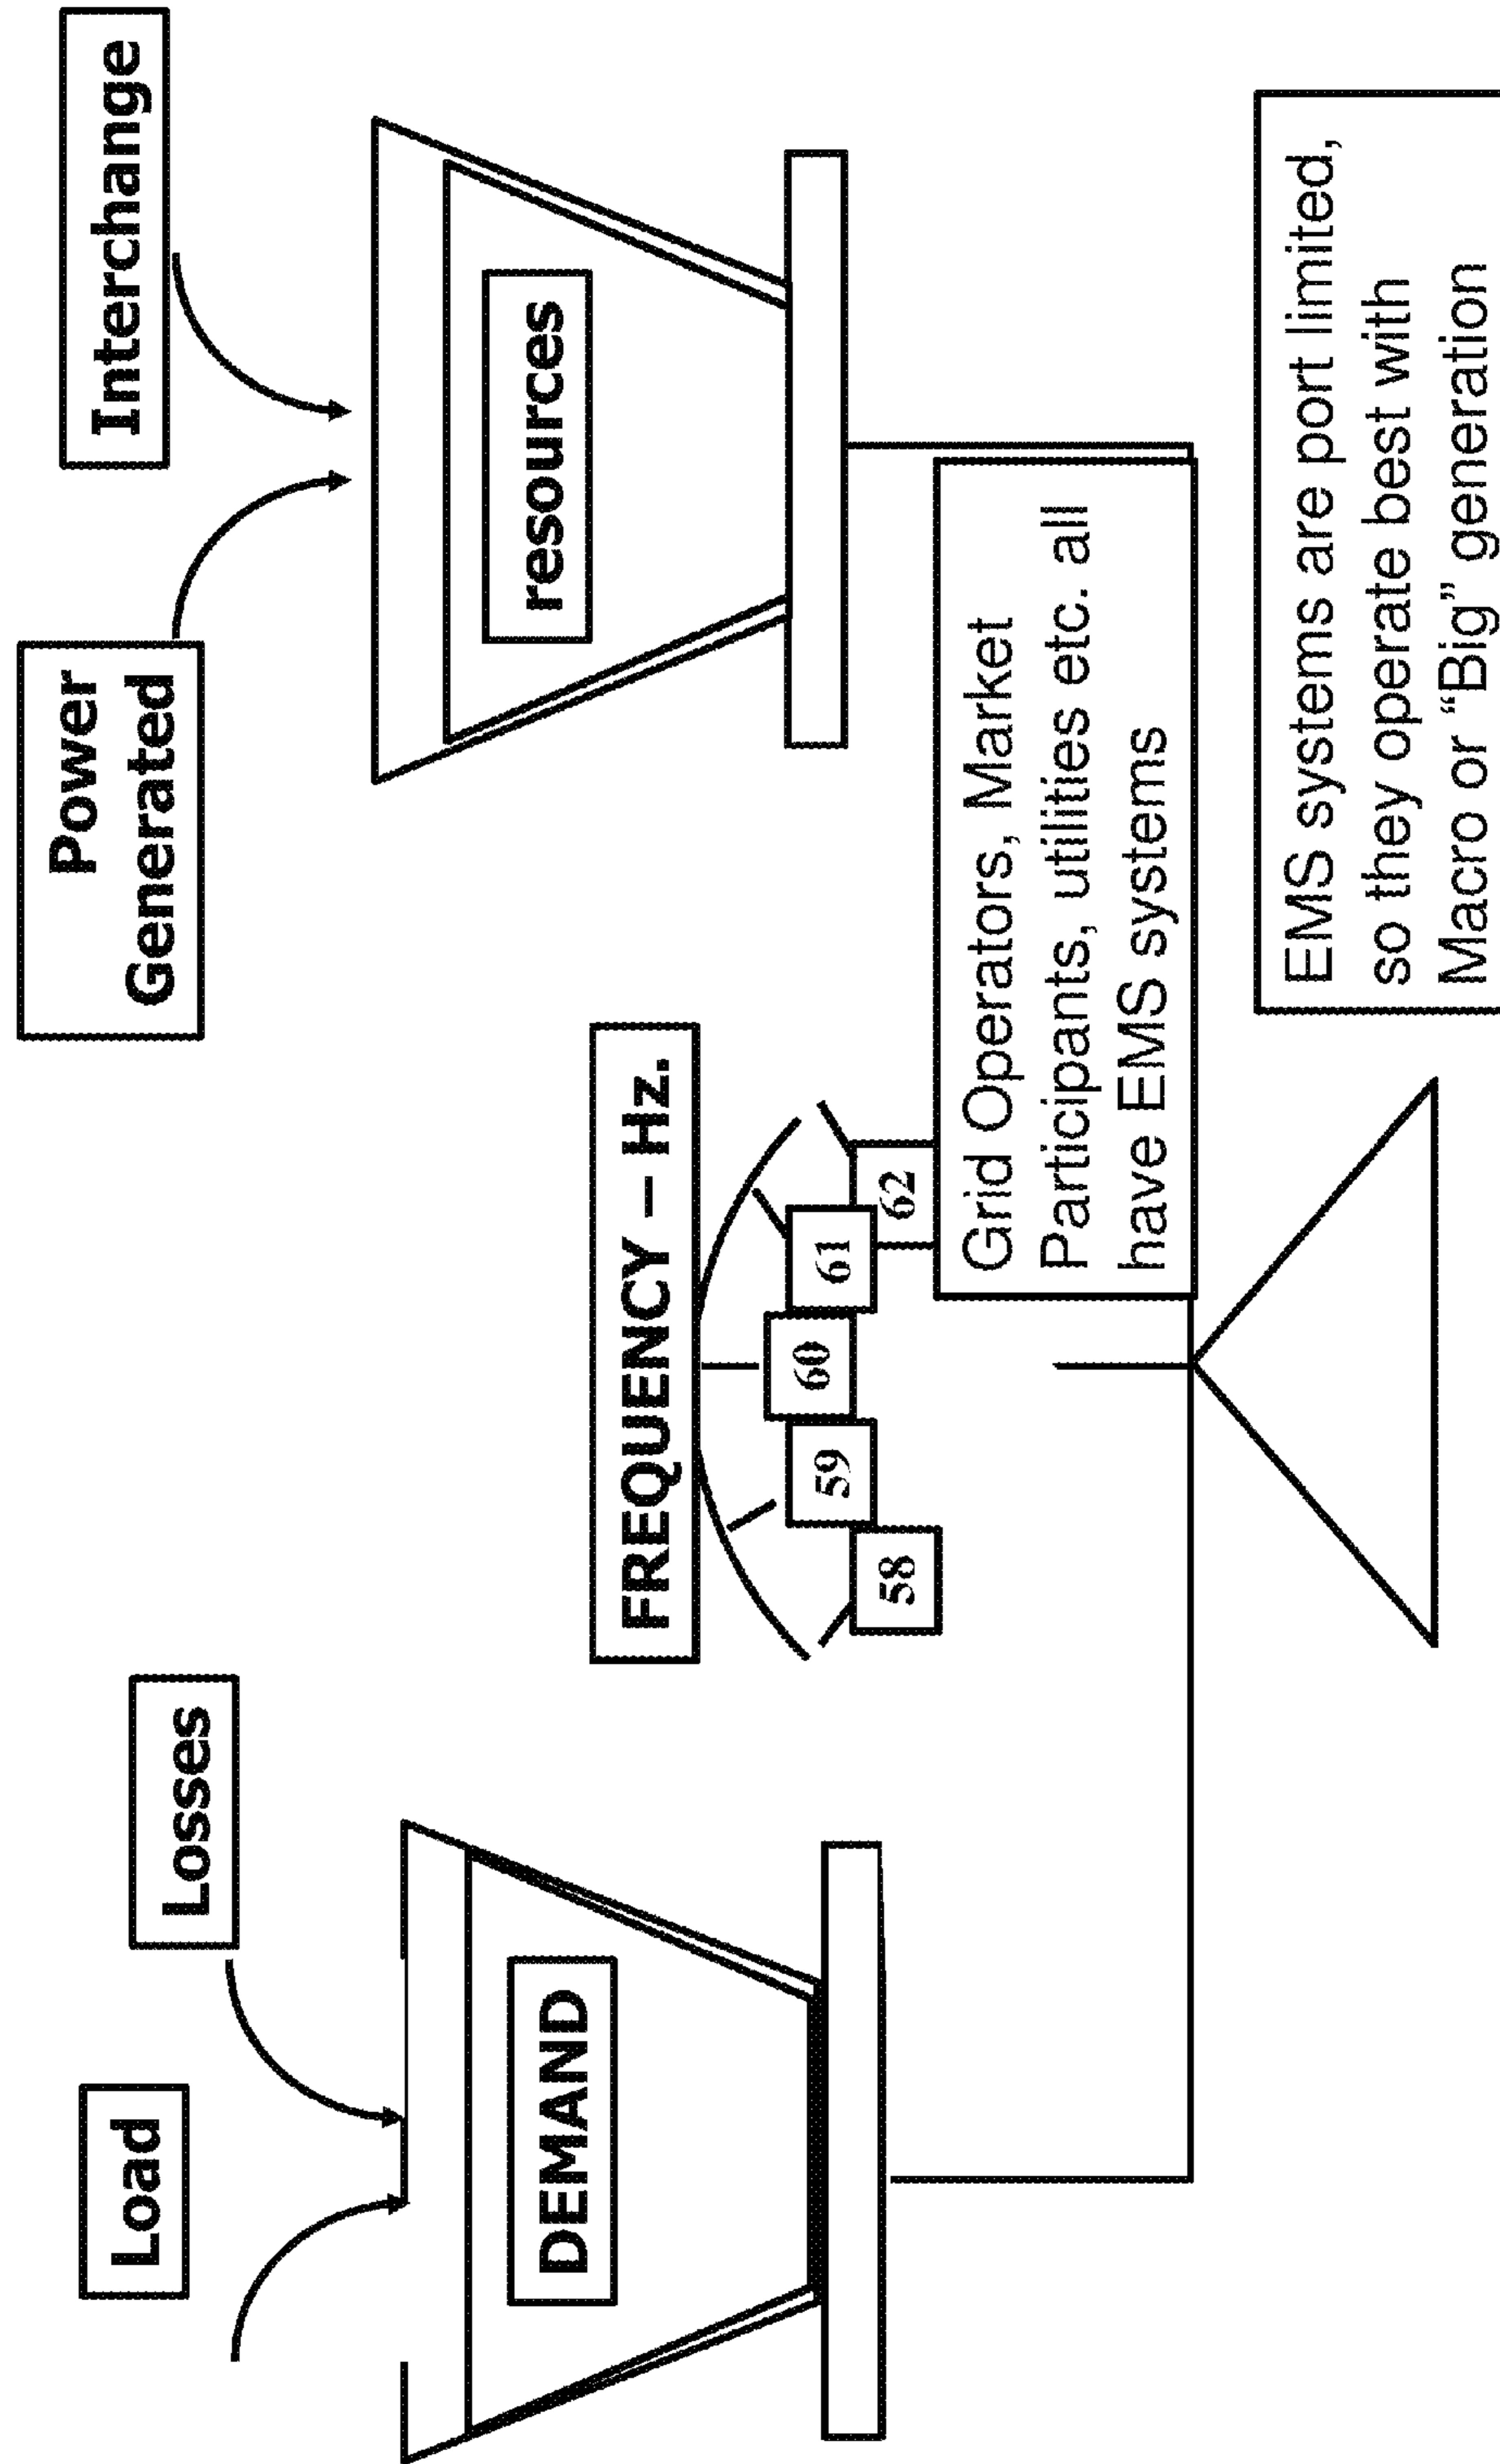 Load
Losses
Power
Generated
Interchange
DEMAND
FREQUENCY – Hz.
58
59
60
61
62
resources
Grid Operators, Market
Participants, utilities etc. all
have EMS systems
EMS systems are port limited,
so they operate best with
Macro or “Big” generation